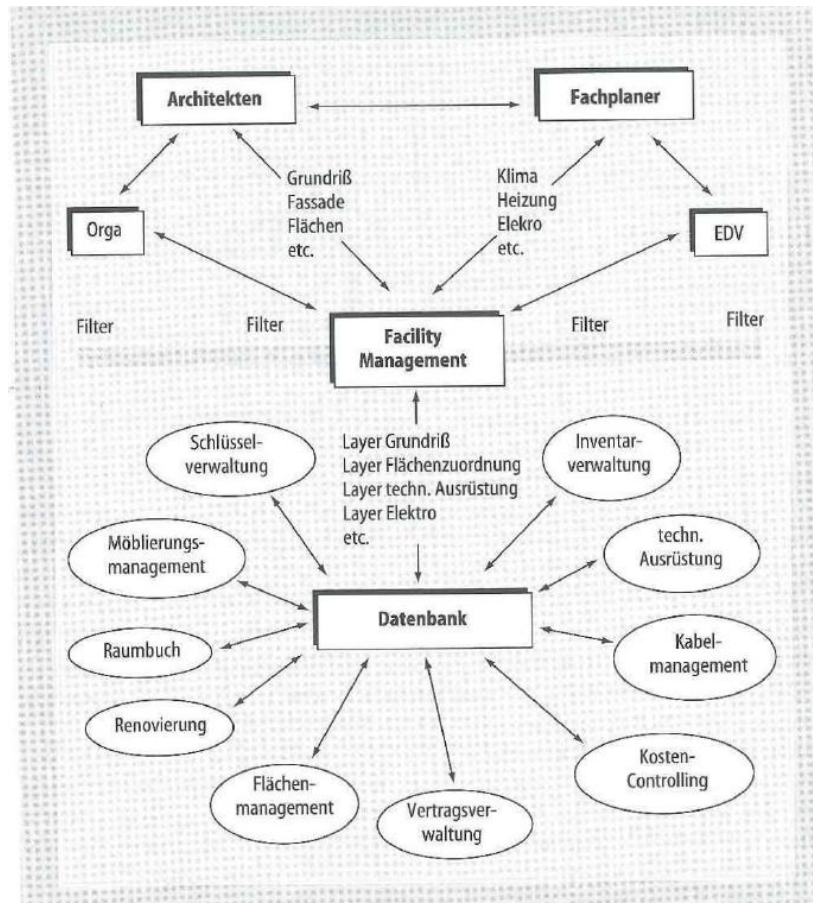 Architekten
Fachplaner
Grundriß
Fassade
Flächen
etc.
Klima
Heizung
Elekro
etc.
Orga
EDV
Filter
Filter
Filter
Filter
Facility
Management
Layer Grundriß
Layer Flächenzuordnung
Layer techn. Ausrüstung
Layer Elektro
etc.
Schlüssel-
verwaltung
Inventar-
verwaltung
Möblierungs-
management
techn.
Ausrüstung
Datenbank
Raumbuch
Kabel-
management
Renovierung
Flächen-
management
Vertragsver-
waltung
Kosten-
Controlling